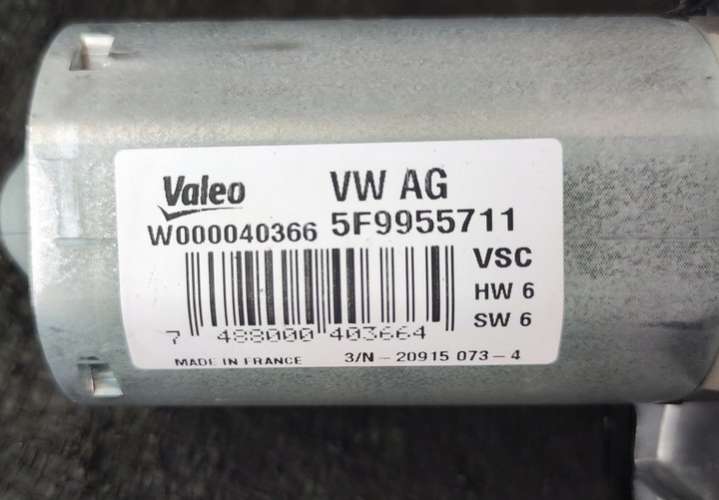 Valeo VW AG
W000040366 5F9955711
VSC
HW 6
SW 6
7 488000 403664
MADE IN FRANCE 3/N - 20915 073 - 4